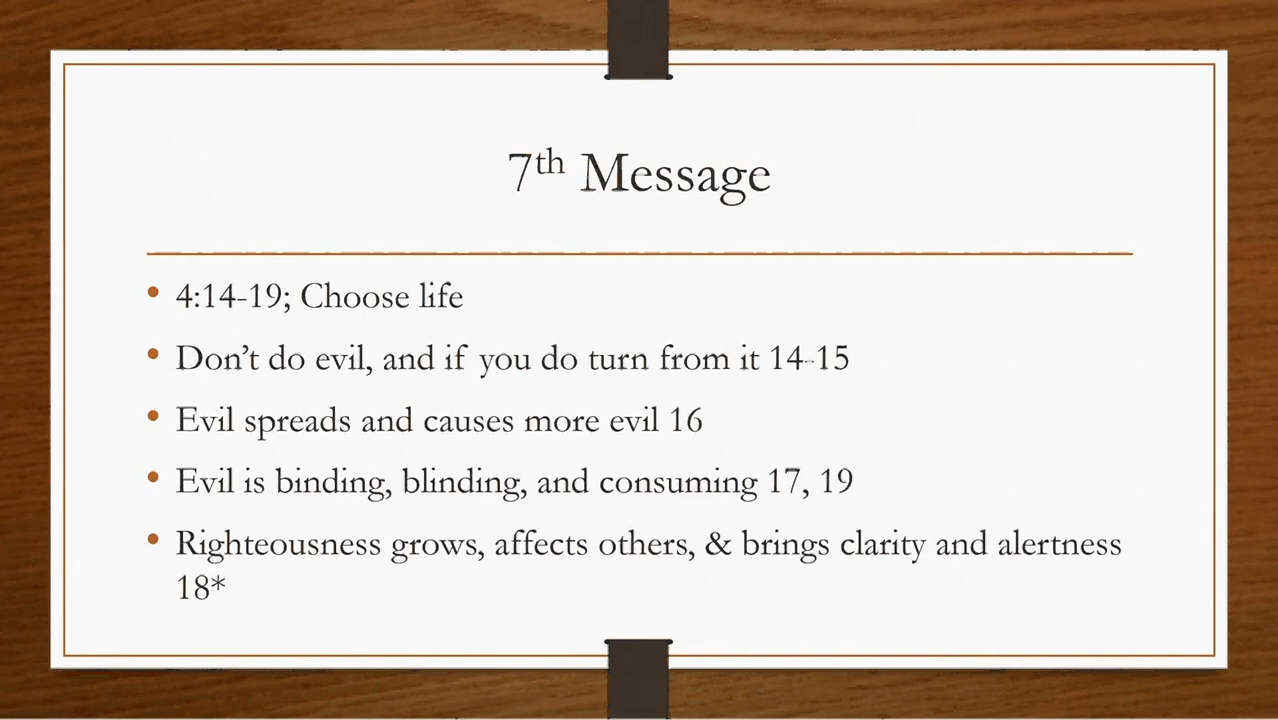 7th Message
4:14-19; Choose life
Don't do evil, and if you do turn from it 14-15
Evil spreads and causes more evil 16
Evil is binding, blinding, and consuming 17, 19
Righteousness grows, affects others, & brings clarity and alertness
18*